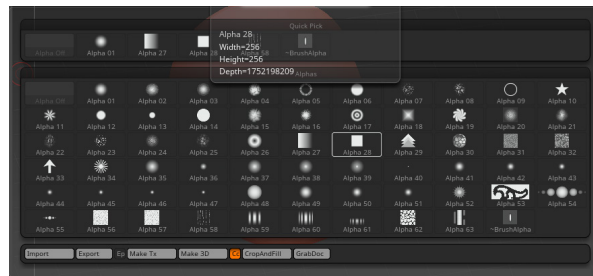 Quick Pick
Alpha 28
Width=256
Height=256
Depth=1752198209
Alpha Off Alpha 01 Alpha 27 Alpha 28 Alpha 58 ~BrushAlpha
Alphas
Alpha Off Alpha 01 Alpha 02 Alpha 03 Alpha 04 Alpha 05 Alpha 06 Alpha 07 Alpha 08 Alpha 09 Alpha 10
Alpha 11 Alpha 12 Alpha 13 Alpha 14 Alpha 15 Alpha 16 Alpha 17 Alpha 18 Alpha 19 Alpha 20 Alpha 21
Alpha 22 Alpha 23 Alpha 24 Alpha 25 Alpha 26 Alpha 27 Alpha 28 Alpha 29 Alpha 30 Alpha 31 Alpha 32
Alpha 33 Alpha 34 Alpha 35 Alpha 36 Alpha 37 Alpha 38 Alpha 39 Alpha 40 Alpha 41 Alpha 42 Alpha 43
Alpha 44 Alpha 45 Alpha 46 Alpha 47 Alpha 48 Alpha 49 Alpha 50 Alpha 51 Alpha 52 Alpha 53 Alpha 54
Alpha 55 Alpha 56 Alpha 57 Alpha 58 Alpha 59 Alpha 60 Alpha 61 Alpha 62 Alpha 63 ~BrushAlpha
Import Export Ep Make Tx Make 3D Cc CropAndFill GrabDoc